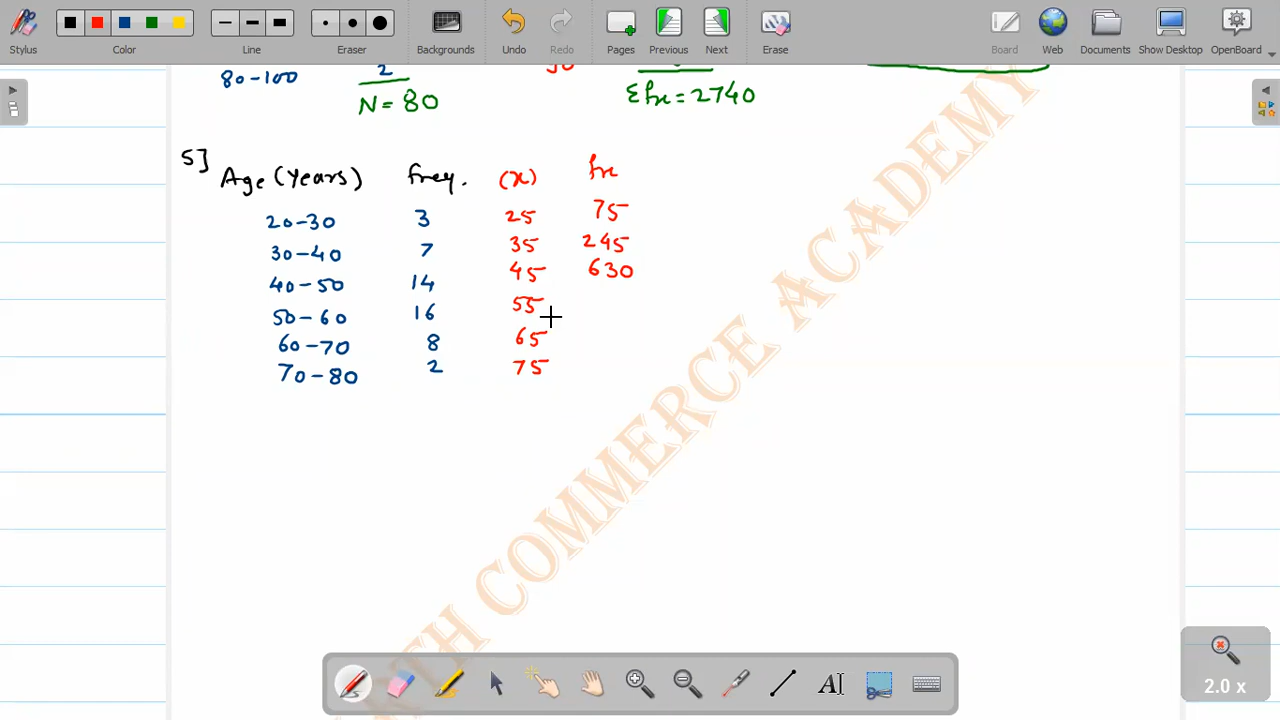 Stylus Color Line Eraser Backgrounds Undo Redo Pages Previous Next Erase Board Web Documents Show Desktop OpenBoard
80-100 2
N = 80 Σfx = 2740
5] Age (Years) Freq. (x) fx
20-30 3 25 75
30-40 7 35 245
40-50 14 45 630
50-60 16 55
60-70 8 65
70-80 2 75
TH COMMERCE ACADEMY
2.0 x